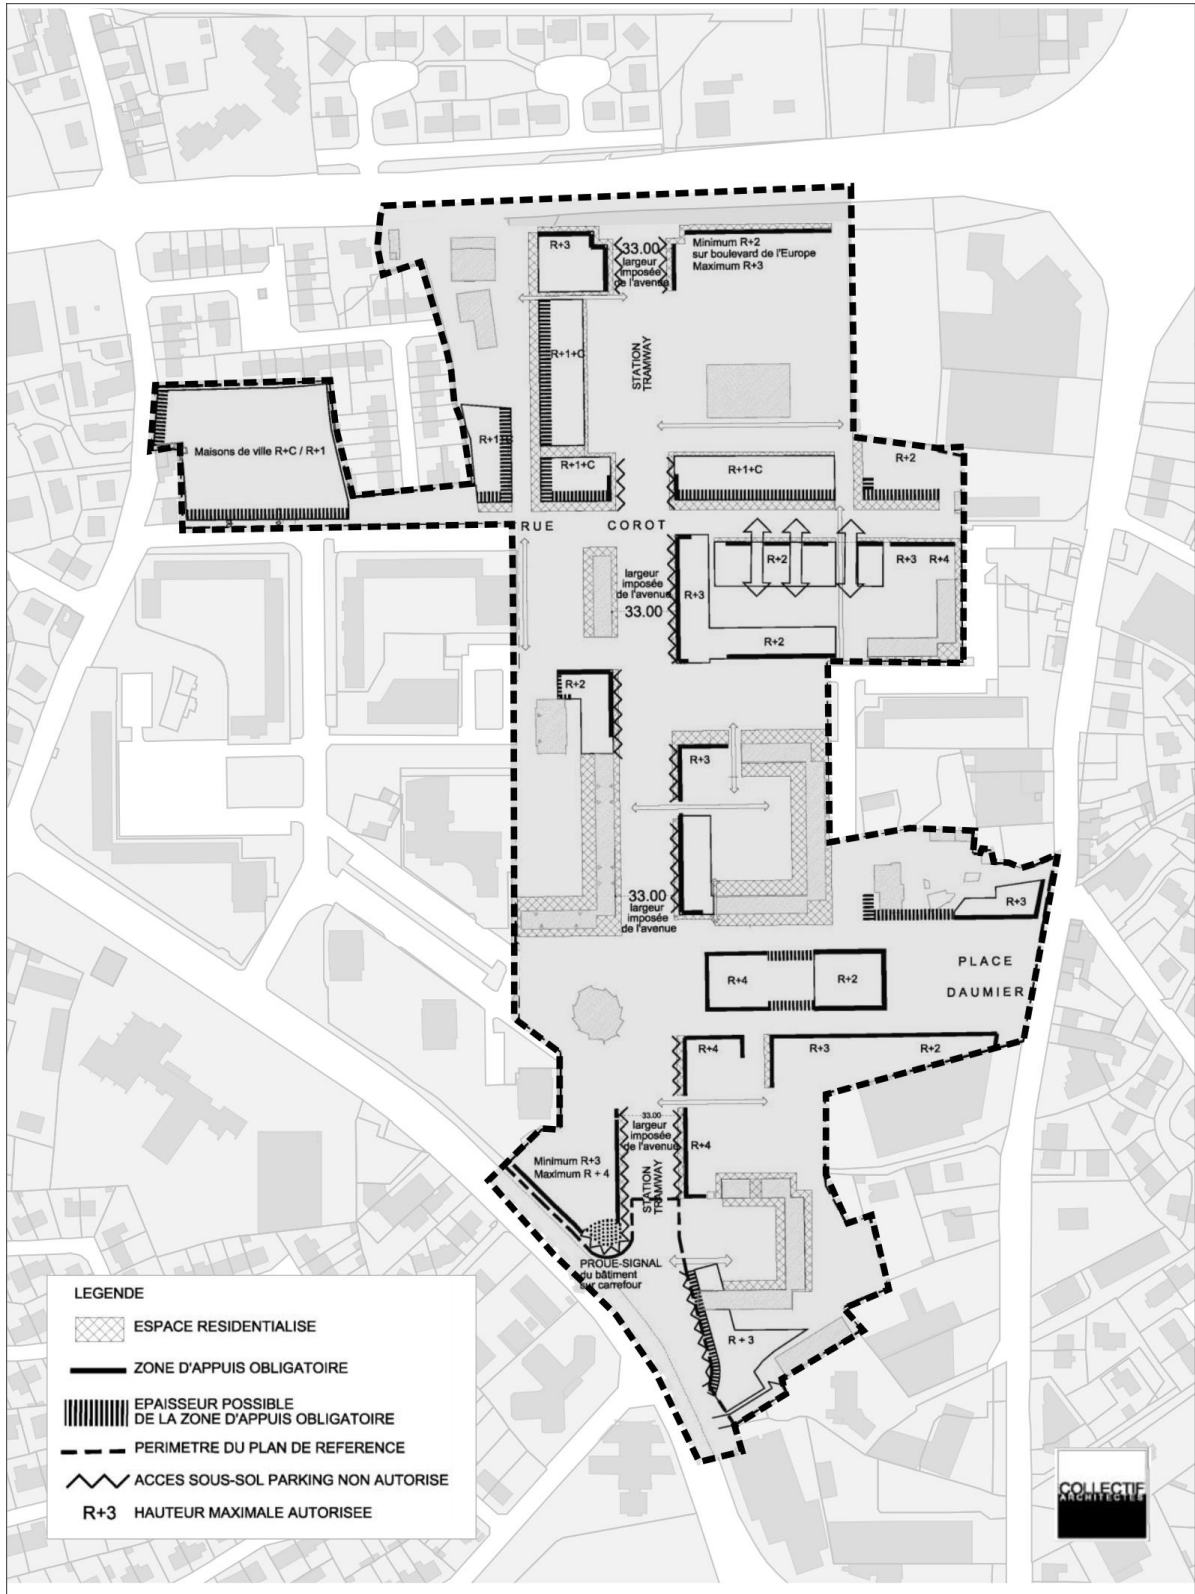 R+3
33.00
largeur
imposée
de l'avenue
Minimum R+2
sur boulevard de l'Europe
Maximum R+3
R+1+C
STATION
TRAMWAY
Maisons de ville R+C / R+1
R+1+C
R+1+C
R+1+C
R+2
RUE COROT
largeur
imposée
de l'avenue
33.00
R+3
R+2
R+3
R+4
R+2
R+2
R+3
33.00
largeur
imposée
de l'avenue
R+3
PLACE
DAUMIER
R+4
R+2
R+4
R+3
R+2
33.00
largeur
imposée
de l'avenue
R+4
Minimum R+3
Maximum R + 4
STATION
TRAMWAY
PROUE-SIGNAL
du bâtiment
sur carrefour
R + 3
LEGENDE
ESPACE RESIDENTIALISE
ZONE D'APPUIS OBLIGATOIRE
EPAISSEUR POSSIBLE
DE LA ZONE D'APPUIS OBLIGATOIRE
PERIMETRE DU PLAN DE REFERENCE
ACCES SOUS-SOL PARKING NON AUTORISE
R+3 HAUTEUR MAXIMALE AUTORISEE
COLLECTIF
ARCHITECTES